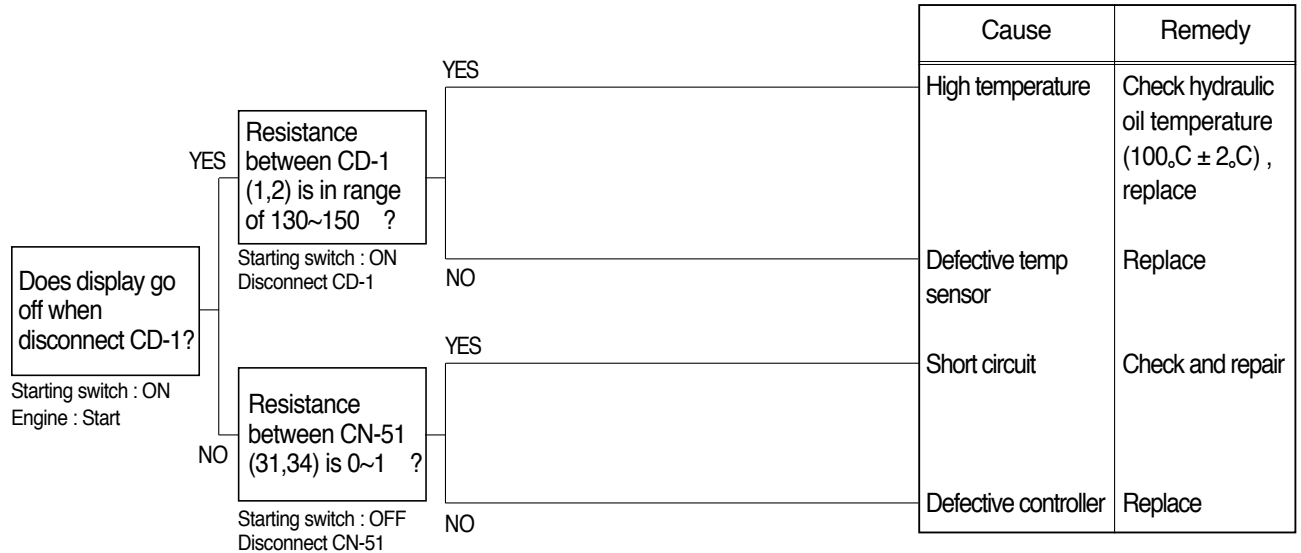 Does display go
off when
disconnect CD-1?
Starting switch : ON
Engine : Start
YES
Resistance
between CD-1
(1,2) is in range
of 130~150 ?
Starting switch : ON
Disconnect CD-1
YES
NO
NO
Resistance
between CN-51
(31,34) is 0~1 ?
Starting switch : OFF
Disconnect CN-51
YES
NO
Cause Remedy
High temperature Check hydraulic
oil temperature
(100˳C ± 2˳C) ,
replace
Defective temp Replace
sensor
Short circuit Check and repair
Defective controller Replace